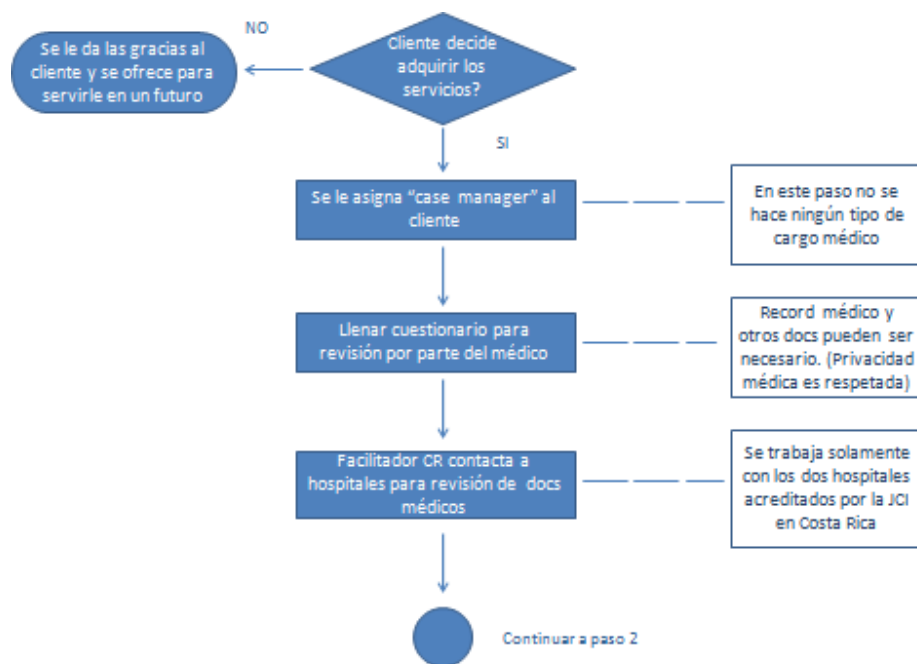 NO
Cliente decide
adquirir los
servicios?
Se le da las gracias al
cliente y se ofrece para
servirle en un futuro
SI
Se le asigna “case manager” al
cliente
En este paso no se
hace ningún tipo de
cargo médico
Llenar cuestionario para
revisión por parte del médico
Record médico y
otros docs pueden ser
necesario. (Privacidad
médica es respetada)
Facilitador CR contacta a
hospitales para revisión de docs
médicos
Se trabaja solamente
con los dos hospitales
acreditados por la JCI
en Costa Rica
Continuar a paso 2